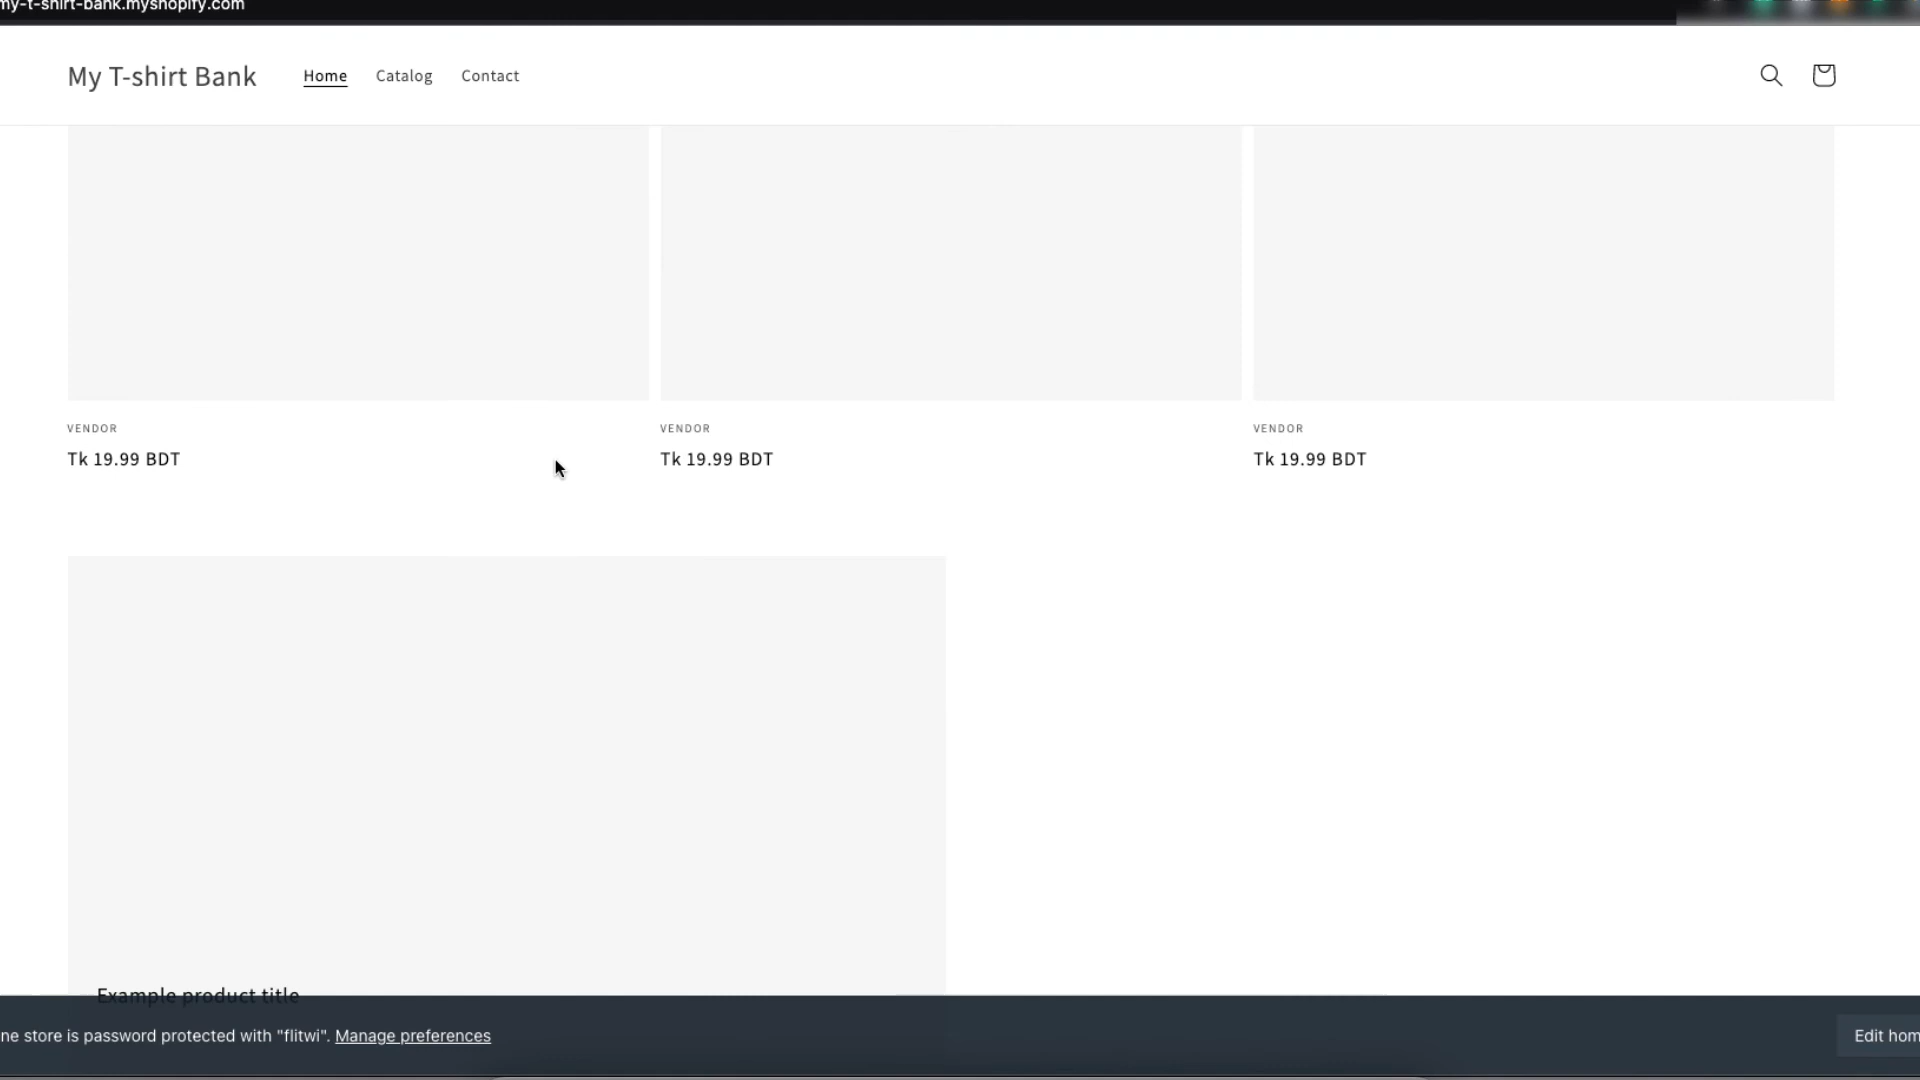 my-t-shirt-bank.myshopify.com
My T-shirt Bank Home Catalog Contact
VENDOR VENDOR VENDOR
Tk 19.99 BDT Tk 19.99 BDT Tk 19.99 BDT
Example product title
ne store is password protected with "flitwi". Manage preferences Edit hom